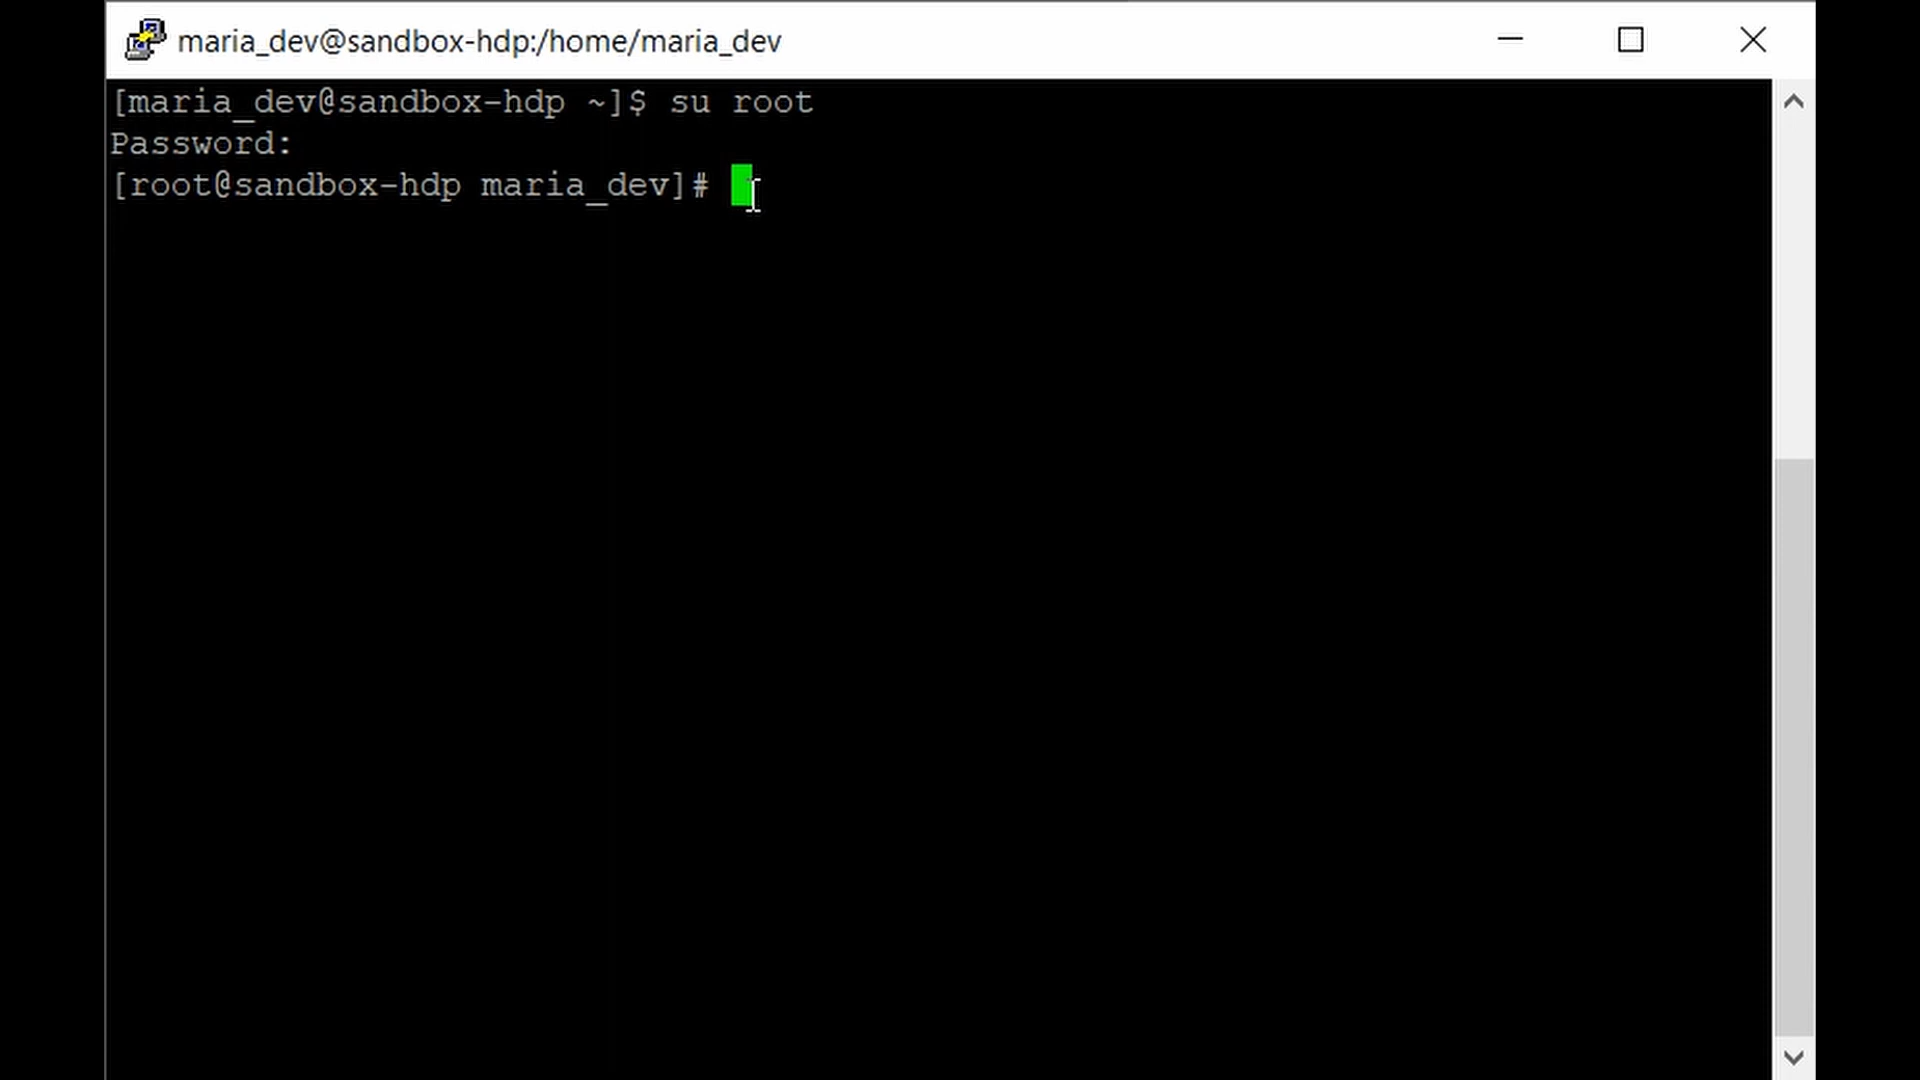 maria_dev@sandbox-hdp:/home/maria_dev
[maria_dev@sandbox-hdp ~]$ su root
Password:
[root@sandbox-hdp maria_dev]#